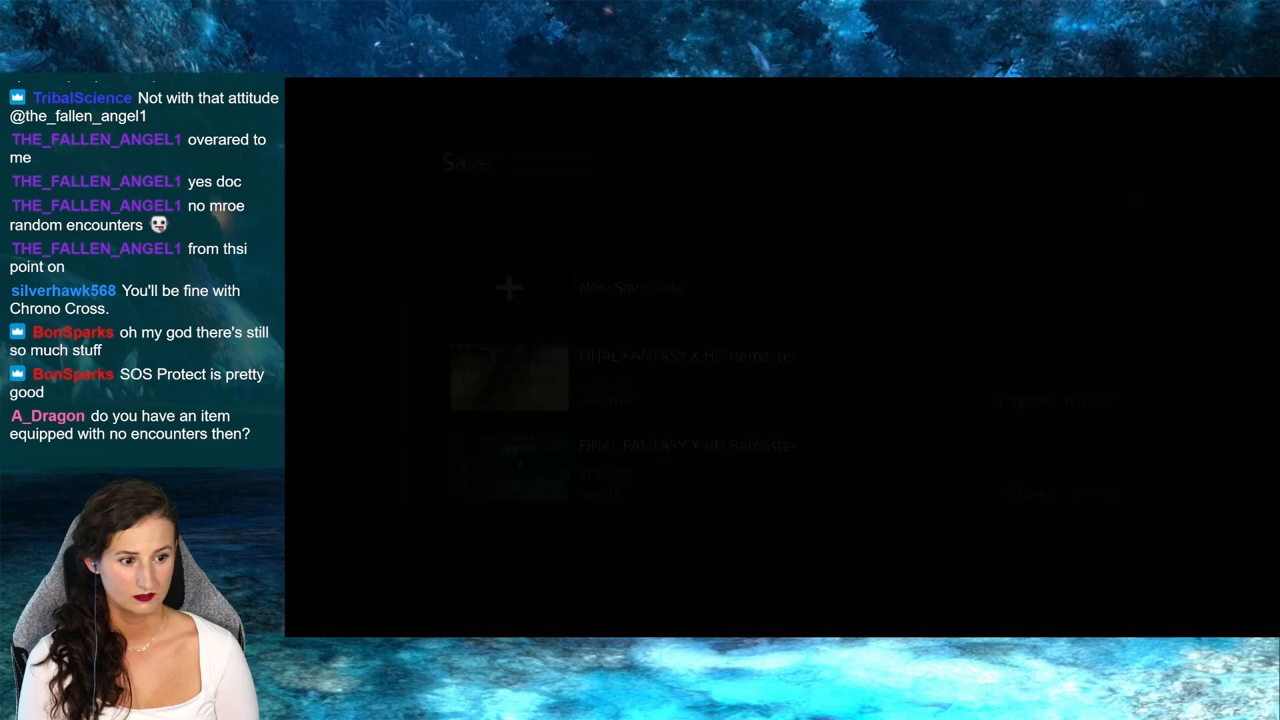 TribalScience Not with that attitude
@the_fallen_angel1
THE_FALLEN_ANGEL1 overared to
me
THE_FALLEN_ANGEL1 yes doc
THE_FALLEN_ANGEL1 no mroe
random encounters
THE_FALLEN_ANGEL1 from thsi
point on
silverhawk568 You'll be fine with
Chrono Cross.
BonSparks oh my god there's still
so much stuff
BonSparks SOS Protect is pretty
good
A_Dragon do you have an item
equipped with no encounters then?
Save
New Save Data
FINAL FANTASY X HD Remaster
FINAL FANTASY X HD Remaster